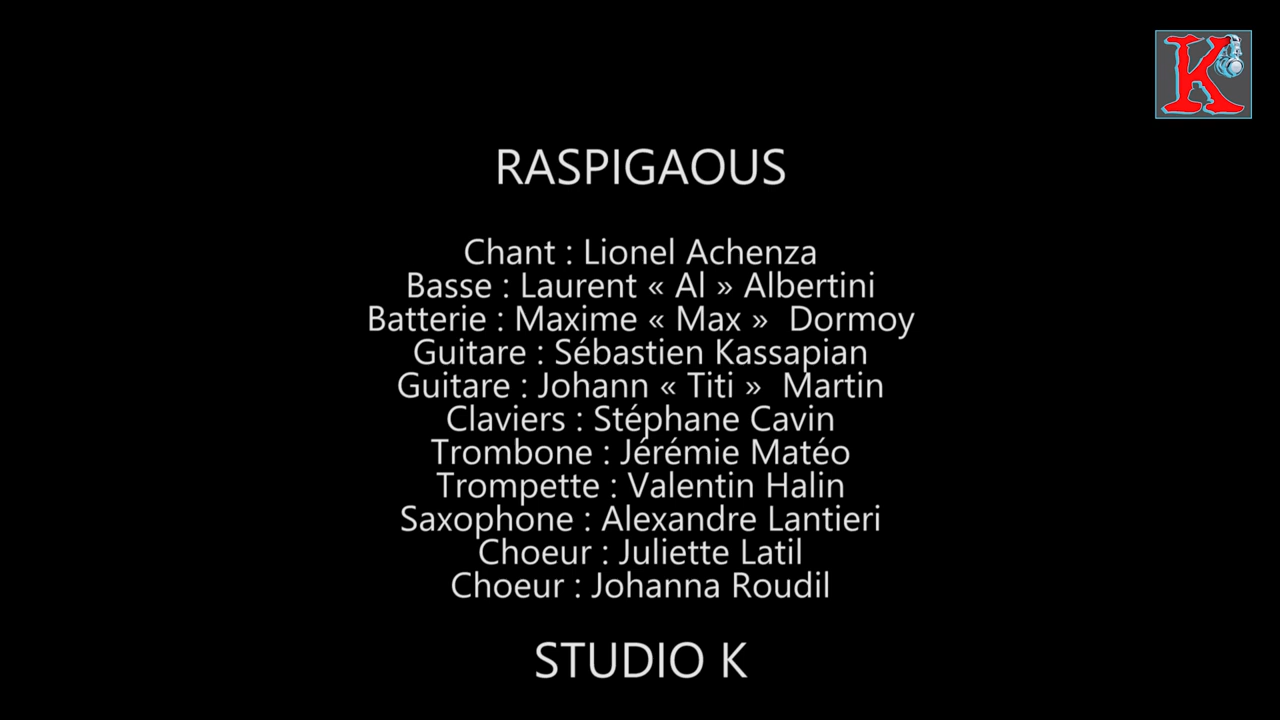 K
RASPIGAOUS
Chant : Lionel Achenza
Basse : Laurent « Al » Albertini
Batterie : Maxime « Max »  Dormoy
Guitare : Sébastien Kassapian
Guitare : Johann « Titi »  Martin
Claviers : Stéphane Cavin
Trombone : Jérémie Matéo
Trompette : Valentin Halin
Saxophone : Alexandre Lantieri
Choeur : Juliette Latil
Choeur : Johanna Roudil
STUDIO K